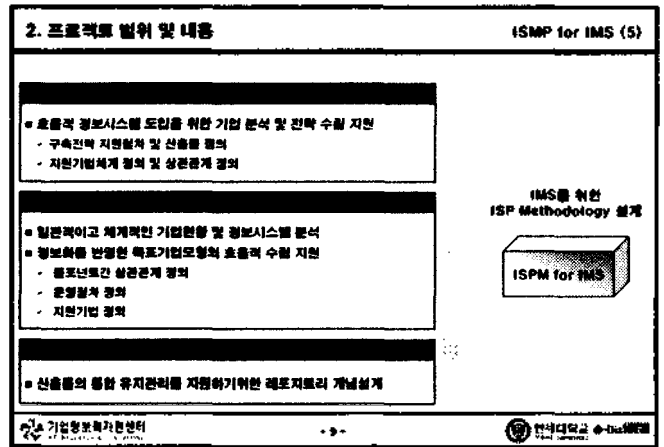 2. 프로젝트 범위 및 내용
ISMP for IMS (5)
효율적 정보시스템 도입을 위한 기업 분석 및 전략 수립 지원
- 구축전략 지원절차 및 산출물 정의
- 지원기법체계 정의 및 상관관계 정의
일관적이고 체계적인 기업현황 및 정보시스템 분석
정보화를 반영한 목표기업모형의 효율적 수립 지원
- 컴포넌트간 상관관계 정의
- 운영절차 정의
- 지원기법 정의
산출물의 통합 유지관리를 지원하기위한 레포지토리 개념설계
IMS를 위한
ISP Methodology 설계
ISPM for IMS
기업정보화지원센터
- 9 -
연세대학교